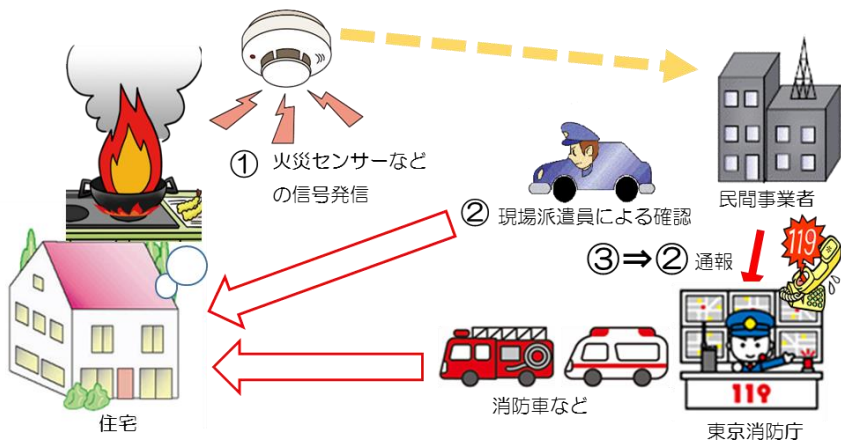 ① 火災センサーなど
の信号発信
民間事業者
② 現場派遣員による確認
119
③⇒② 通報
119
消防車など
住宅
東京消防庁